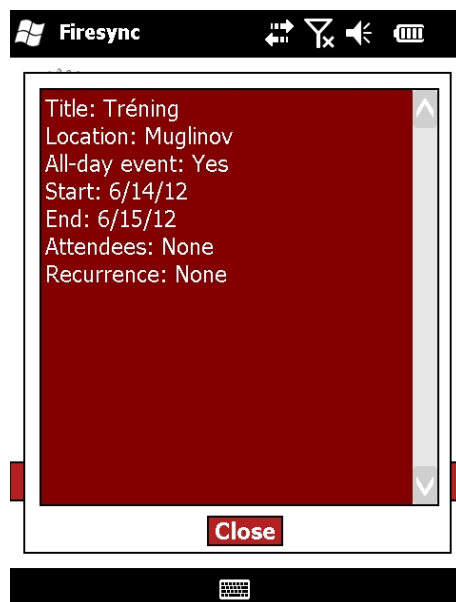 Firesync
Title: Tréning
Location: Muglinov
All-day event: Yes
Start: 6/14/12
End: 6/15/12
Attendees: None
Recurrence: None
Close